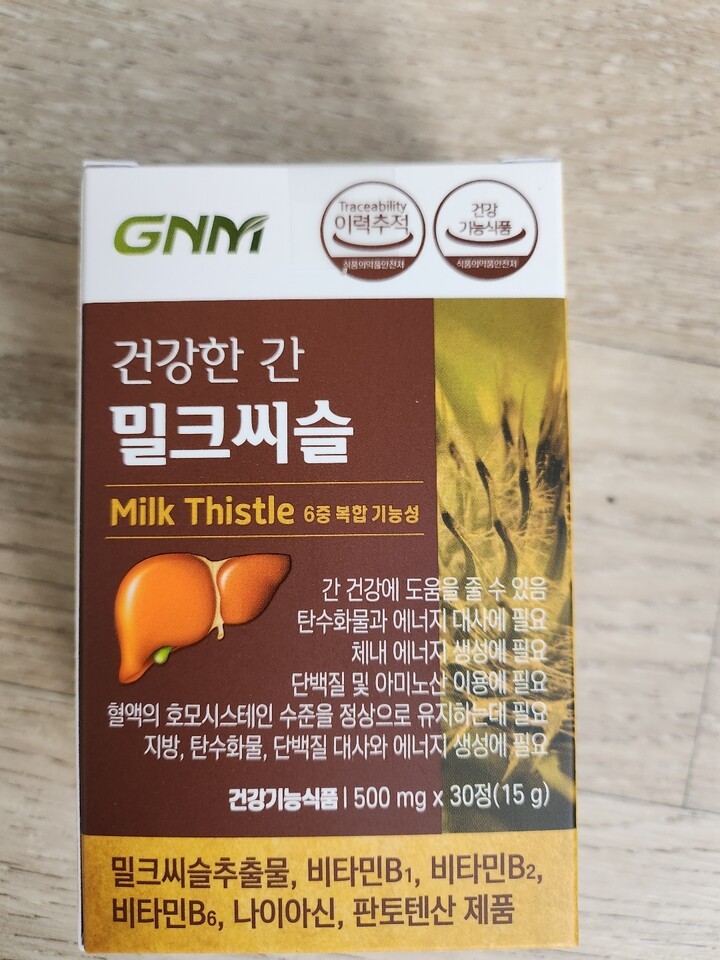 GNM
Traceability
이력추적
식품의약품안전처
건강
기능식품
식품의약품안전처
건강한 간
밀크씨슬
Milk Thistle 6중 복합 기능성
간 건강에 도움을 줄 수 있음
탄수화물과 에너지 대사에 필요
체내 에너지 생성에 필요
단백질 및 아미노산 이용에 필요
혈액의 호모시스테인 수준을 정상으로 유지하는데 필요
지방, 탄수화물, 단백질 대사와 에너지 생성에 필요
건강기능식품 | 500 mg x 30정(15 g)
밀크씨슬추출물, 비타민B1, 비타민B2,
비타민B6, 나이아신, 판토텐산 제품